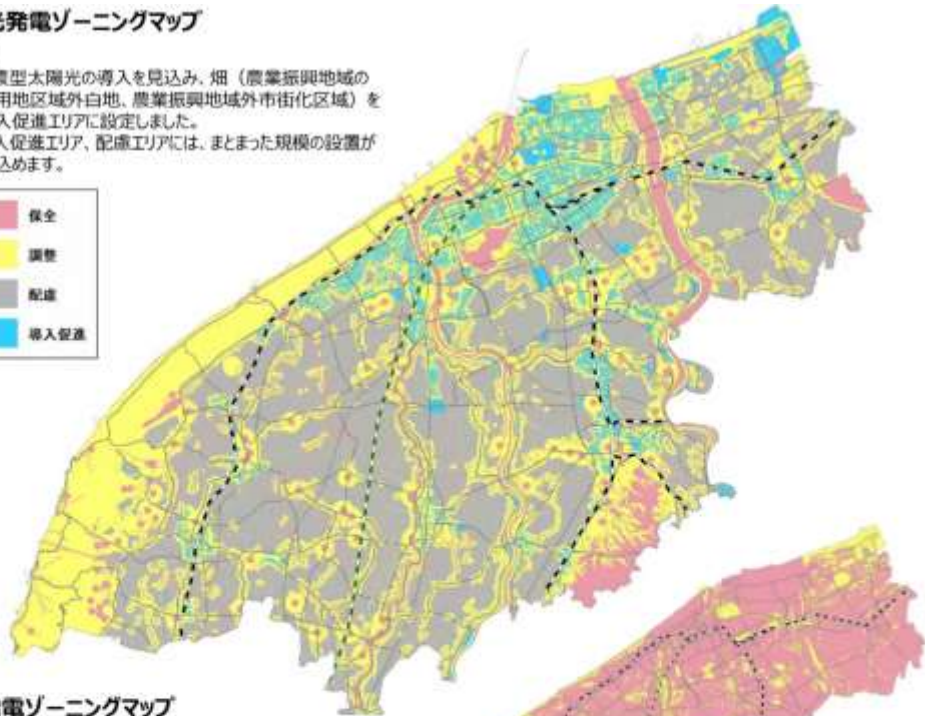 光発電ゾーニングマップ
農型太陽光の導入を見込み、畑（農業振興地域の
用地区域外白地、農業振興地域外市街化区域）を
入促進エリアに設定しました。
入促進エリア、配慮エリアには、まとまった規模の設置が
込めます。
保全
調整
配慮
導入促進
発電ゾーニングマップ